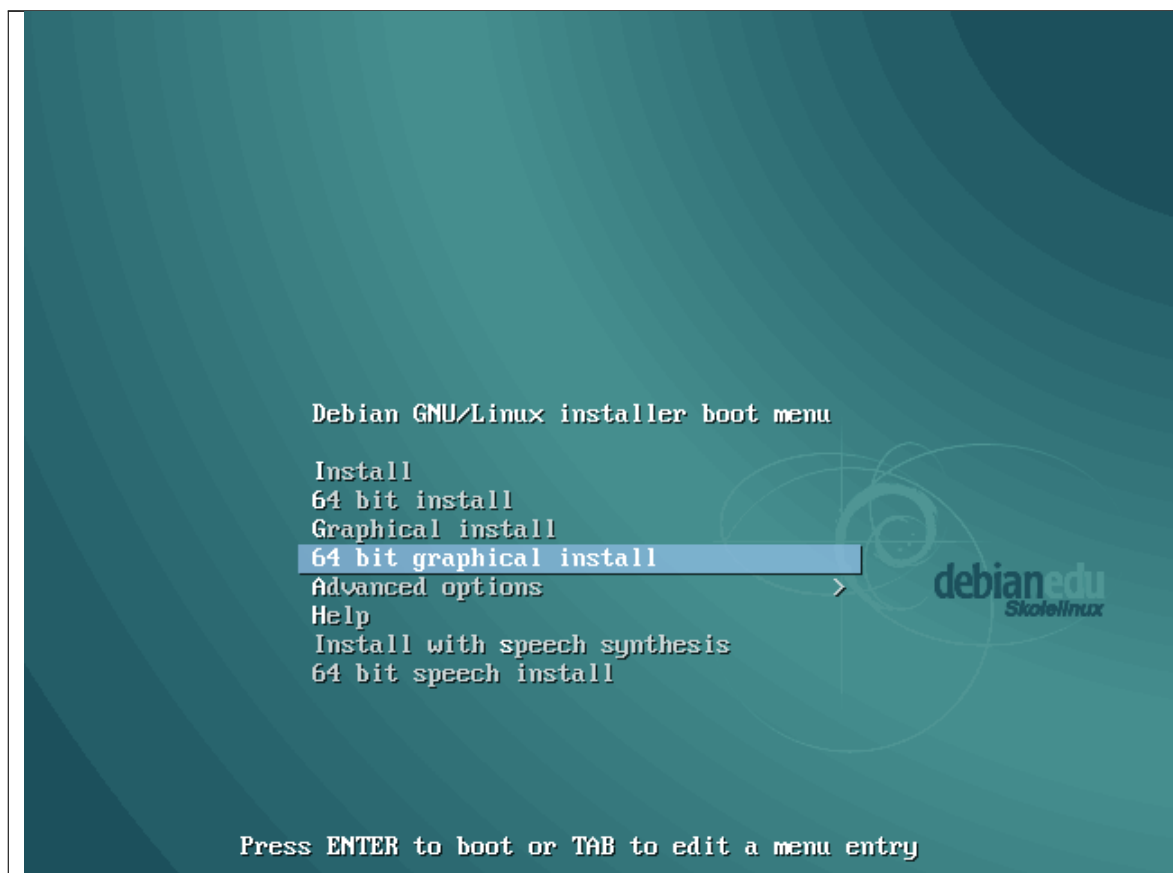 Debian GNU/Linux installer boot menu
Install
64 bit install
Graphical install
64 bit graphical install
Advanced options >
Help
Install with speech synthesis
64 bit speech install
debianedu
Skolelinux
Press ENTER to boot or TAB to edit a menu entry